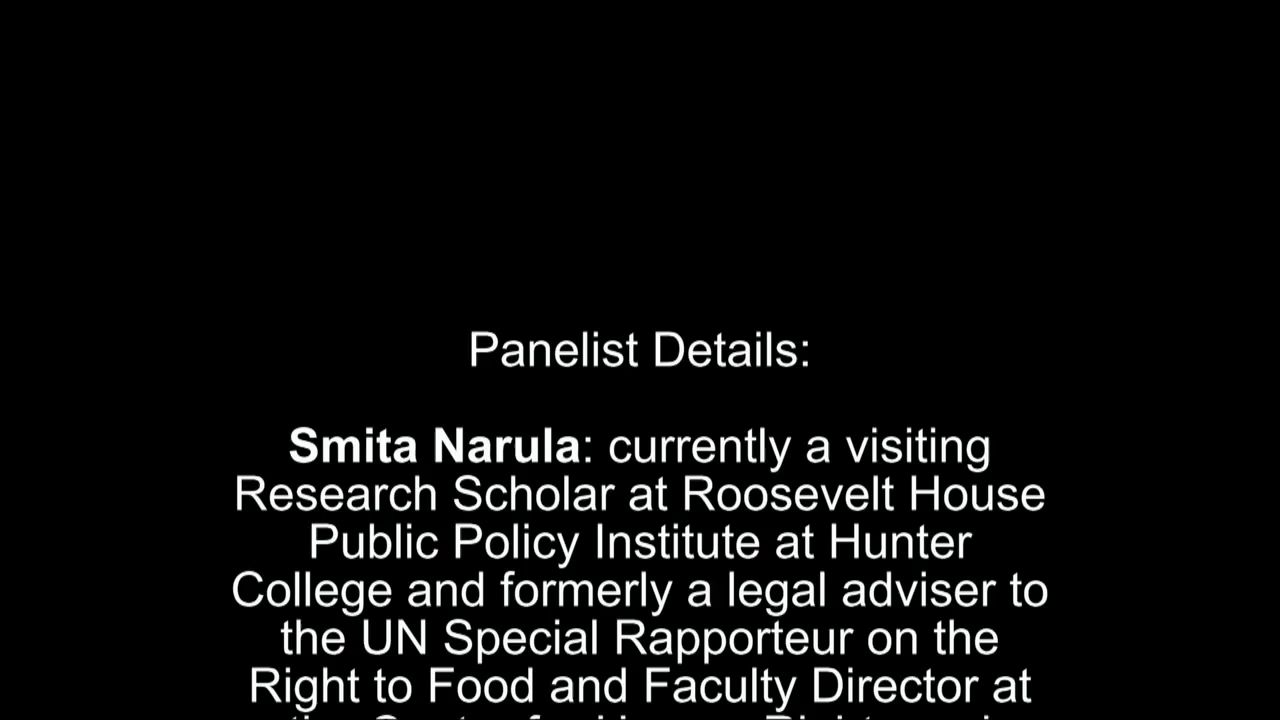 Panelist Details:
Smita Narula: currently a visiting
Research Scholar at Roosevelt House
Public Policy Institute at Hunter
College and formerly a legal adviser to
the UN Special Rapporteur on the
Right to Food and Faculty Director at